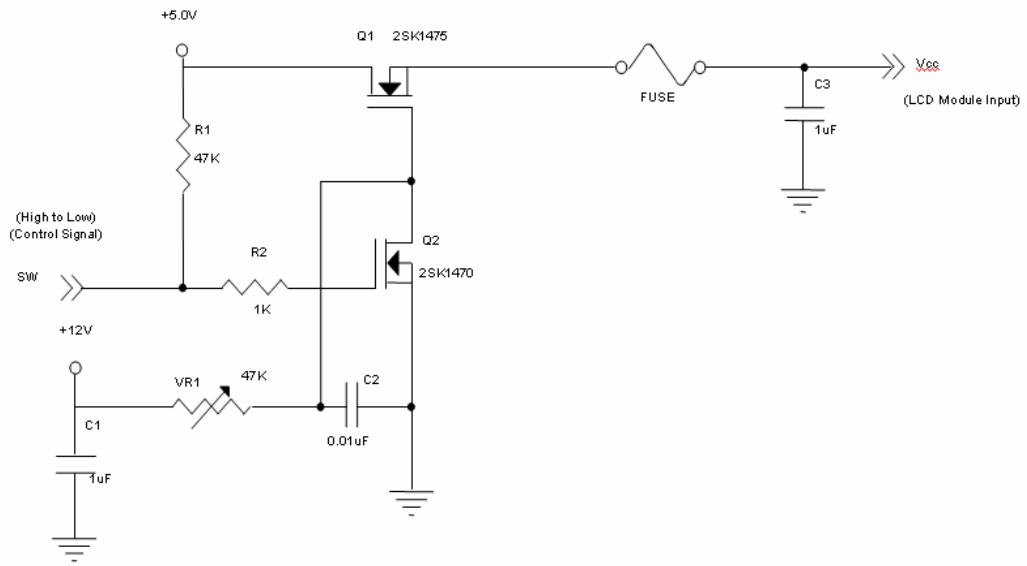 +5.0V
Q1 2SK1475
Vcc
FUSE
C3
(LCD Module Input)
R1
1uF
47K
(High to Low)
(Control Signal)
Q2
R2
2SK1470
SW
1K
+12V
47K
VR1
C2
C1
0.01uF
1uF